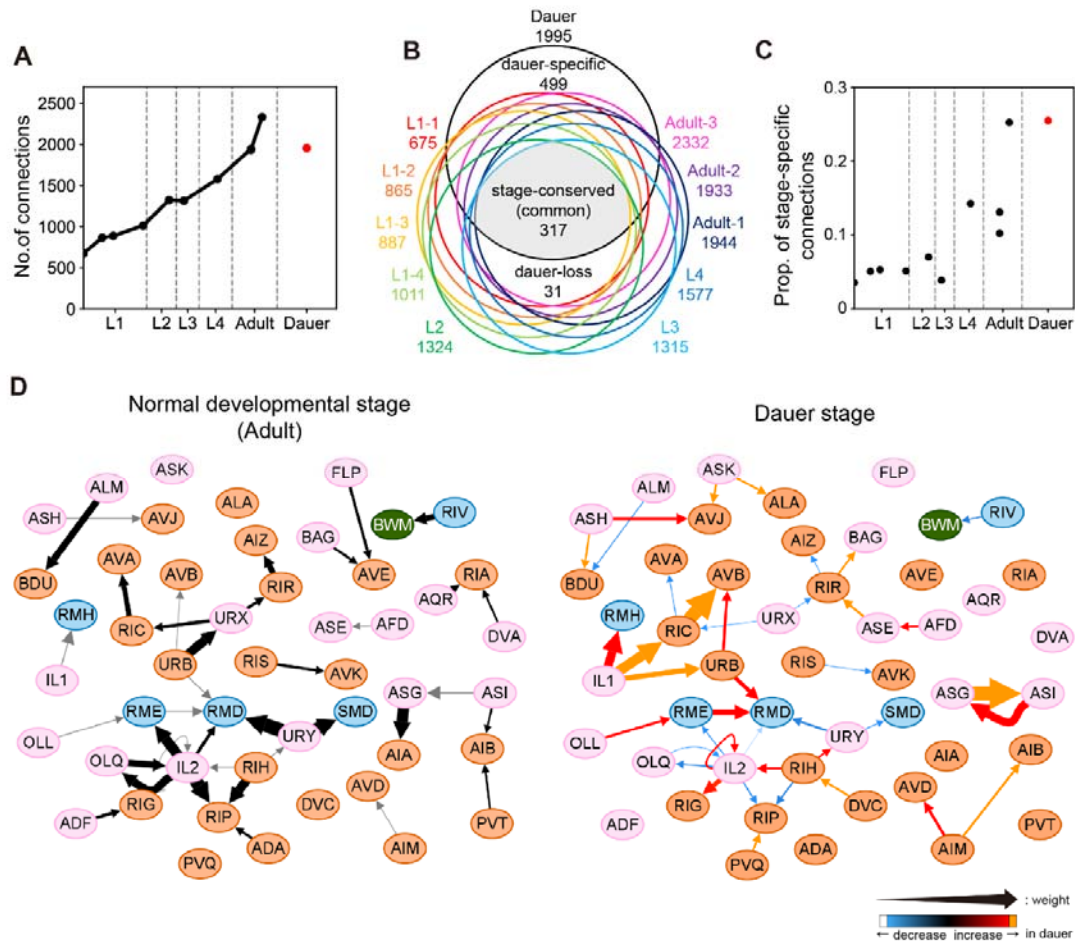 A
No.of connections
2500
2000
1500
1000
500
0
L1
L2
L3
L4
Adult
Dauer
B
Dauer
1995
dauer-specific
499
L1-1
675
L1-2
865
L1-3
887
L1-4
1011
L2
1324
Adult-3
2332
Adult-2
1933
Adult-1
1944
L4
1577
L3
1315
stage-conserved
(common)
317
dauer-loss
31
C
Prop. of stage-specific
connections
0.3
0.2
0.1
0
L1
L2
L3
L4
Adult
Dauer
D
Normal developmental stage
(Adult)
ALM
ASK
FLP
ASH
AVJ
ALA
BWM
RIV
BDU
AVA
AVB
AIZ
BAG
AVE
RMH
RIC
URX
RIR
AQR
RIA
ASE
AFD
DVA
IL1
URB
RIS
AVK
RME
RMD
URY
SMD
ASG
ASI
OLL
OLQ
IL2
RIH
AIA
AIB
ADF
RIG
RIP
DVC
AVD
PVT
PVQ
ADA
AIM
Dauer stage
ALM
ASK
FLP
ASH
AVJ
ALA
BWM
RIV
BDU
AVA
AVB
AIZ
BAG
AVE
RIA
RMH
RIC
URX
RIR
AQR
ASE
AFD
DVA
IL1
URB
RIS
AVK
RME
RMD
URY
SMD
ASG
ASI
OLL
OLQ
IL2
RIH
AIA
AIB
ADF
RIG
RIP
DVC
AVD
PVT
PVQ
ADA
AIM
: weight
← decrease increase → in dauer